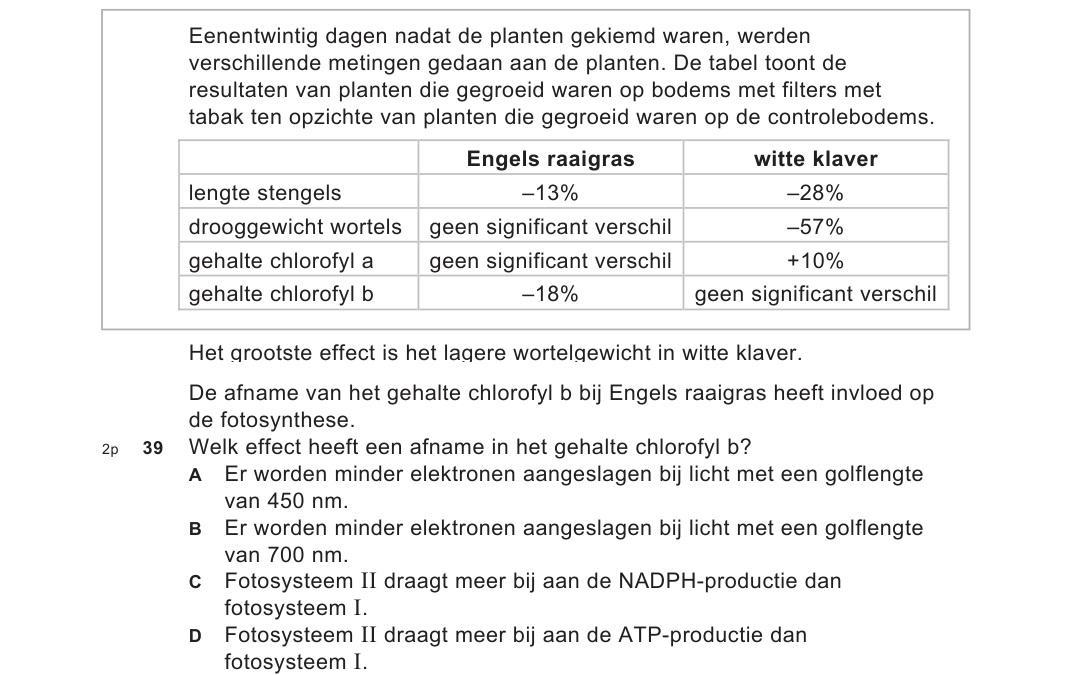 Eenentwintig dagen nadat de planten gekiemd waren, werden
verschillende metingen gedaan aan de planten. De tabel toont de
resultaten van planten die gegroeid waren op bodems met filters met
tabak ten opzichte van planten die gegroeid waren op de controlebodems.
Engels raaigras witte klaver
lengte stengels –13% –28%
drooggewicht wortels geen significant verschil –57%
gehalte chlorofyl a geen significant verschil +10%
gehalte chlorofyl b –18% geen significant verschil
Het grootste effect is het lagere wortelgewicht in witte klaver.
De afname van het gehalte chlorofyl b bij Engels raaigras heeft invloed op
de fotosynthese.
2p 39 Welk effect heeft een afname in het gehalte chlorofyl b?
A Er worden minder elektronen aangeslagen bij licht met een golflengte
van 450 nm.
B Er worden minder elektronen aangeslagen bij licht met een golflengte
van 700 nm.
C Fotosysteem II draagt meer bij aan de NADPH-productie dan
fotosysteem I.
D Fotosysteem II draagt meer bij aan de ATP-productie dan
fotosysteem I.